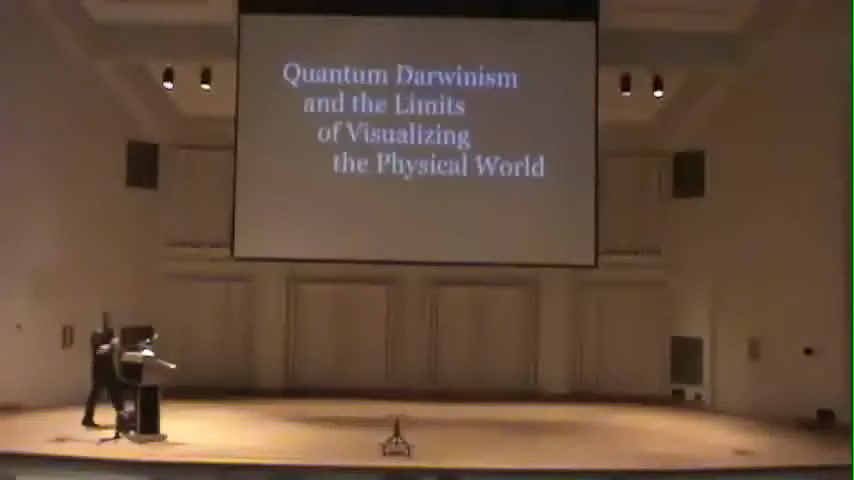 Quantum Darwinism
and the Limits
of Visualizing
the Physical World